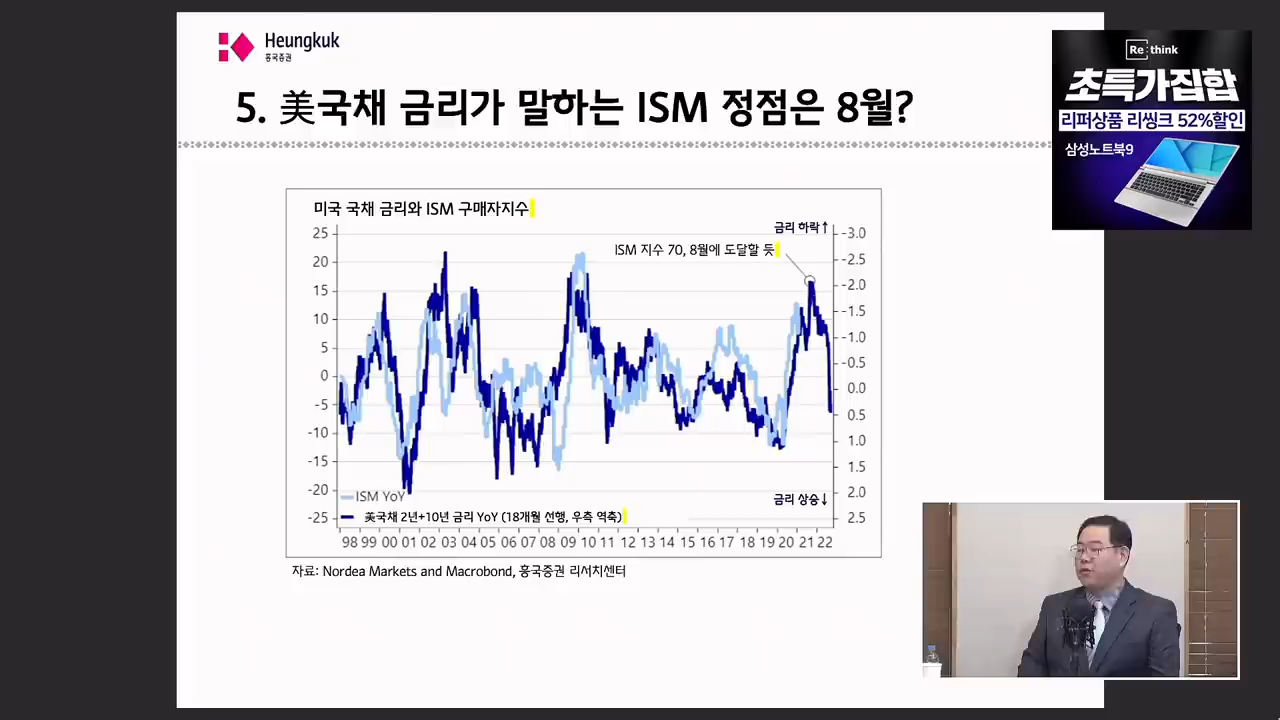 Heungkuk
흥국증권
5. 美국채 금리가 말하는 ISM 정점은 8월?
Re:think
초특가집합
리퍼상품 리씽크 52%할인
삼성노트북9
미국 국채 금리와 ISM 구매자지수
금리 하락↑
ISM 지수 70, 8월에 도달할 듯
25
20
15
10
5
0
-5
-10
-15
-20
-25
-3.0
-2.5
-2.0
-1.5
-1.0
-0.5
0.0
0.5
1.0
1.5
2.0
2.5
금리 상승↓
ISM YoY
美국채 2년+10년 금리 YoY (18개월 선행, 우측 역축)
98 99 00 01 02 03 04 05 06 07 08 09 10 11 12 13 14 15 16 17 18 19 20 21 22
자료: Nordea Markets and Macrobond, 흥국증권 리서치센터